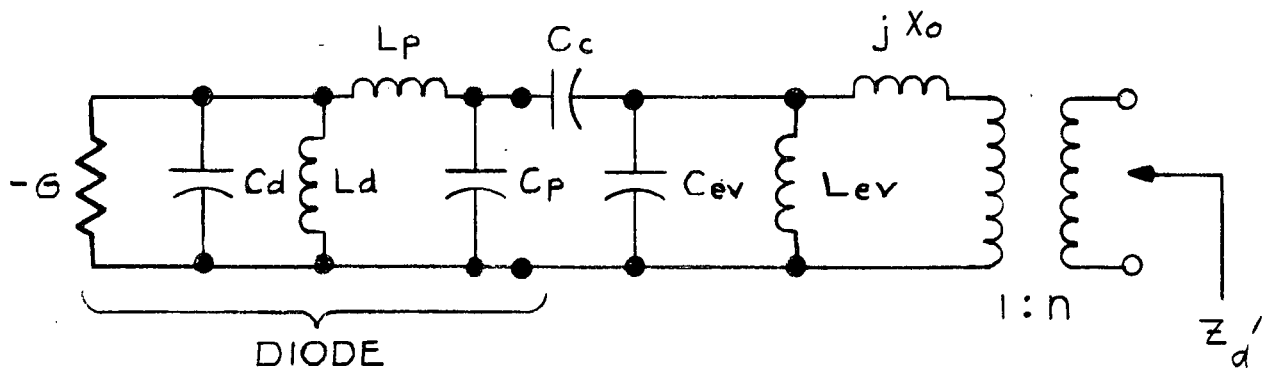 Lp
Cc
j Xo
-G
Cd
Ld
Cp
Cev
Lev
1:n
Zd'
DIODE